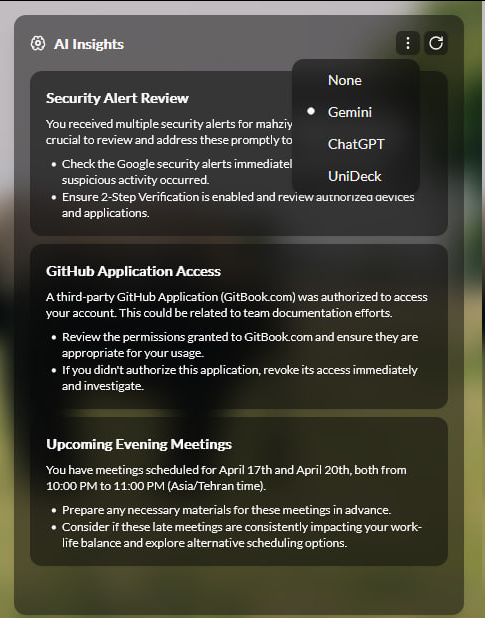 AI Insights
None
Gemini
ChatGPT
UniDeck
Security Alert Review
You received multiple security alerts for
crucial to review and address these promptly to
• Check the Google security alerts
suspicious activity occurred.
• Ensure 2-Step Verification is enabled and review authorized devices
and applications.
GitHub Application Access
A third-party GitHub Application (GitBook.com) was authorized to access
your account. This could be related to team documentation efforts.
• Review the permissions granted to GitBook.com and ensure they are
appropriate for your usage.
• If you didn't authorize this application, revoke its access immediately
and investigate.
Upcoming Evening Meetings
You have meetings scheduled for April 17th and April 20th, both from
10:00 PM to 11:00 PM (Asia/Tehran time).
• Prepare any necessary materials for these meetings in advance.
• Consider if these late meetings are consistently impacting your work-
life balance and explore alternative scheduling options.